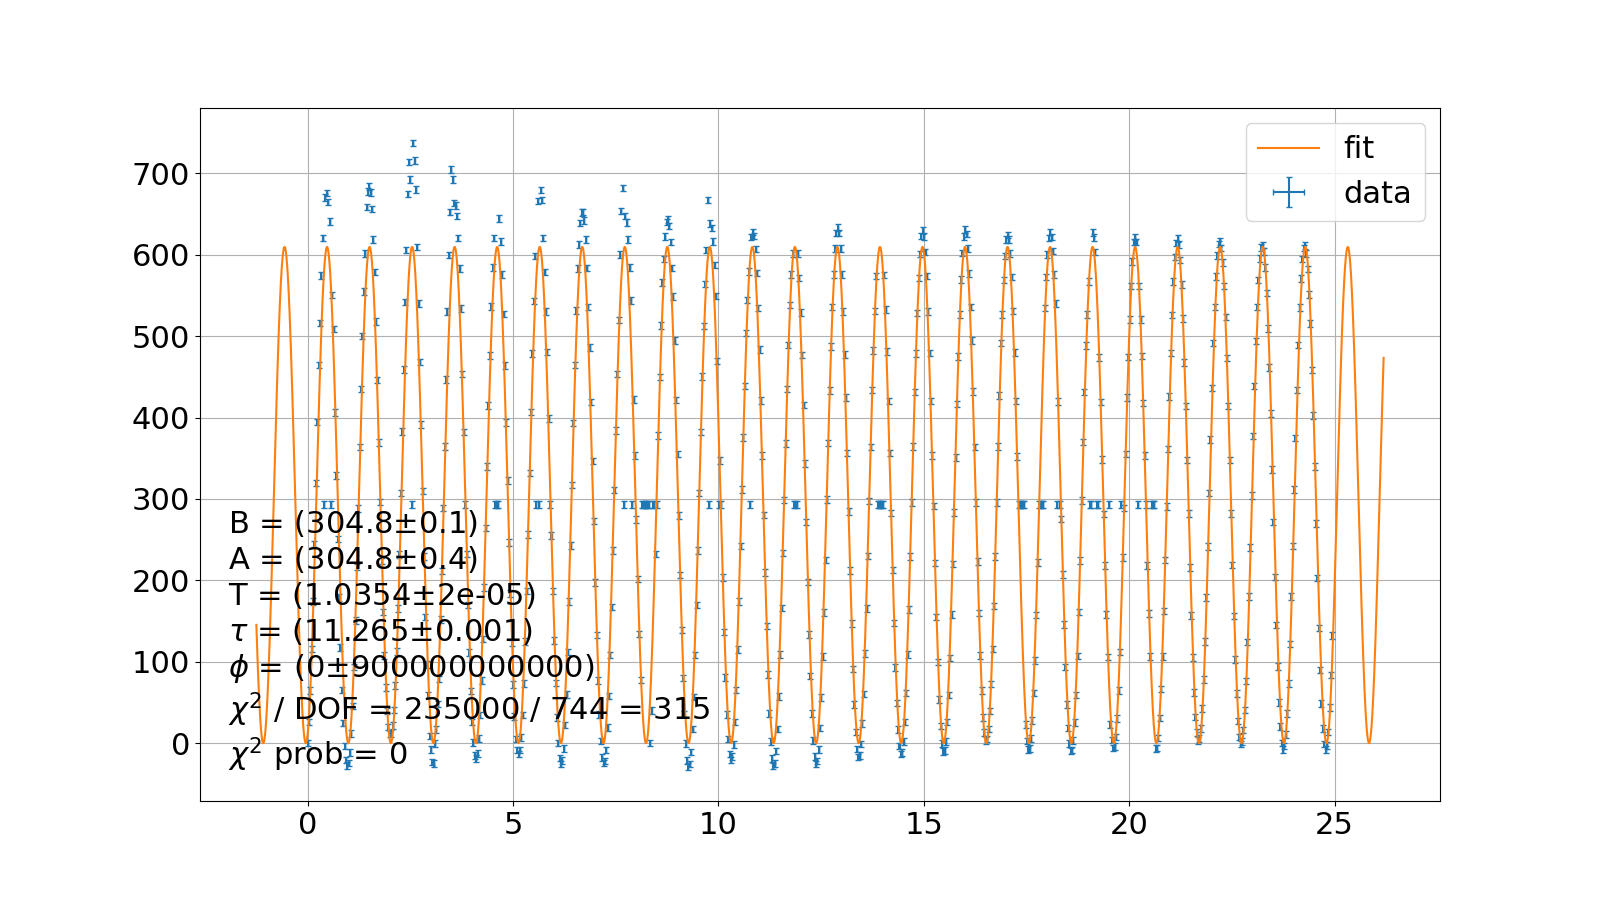 fit
data
700
600
500
400
300
200
100
0
B = (304.8±0.1)
A = (304.8±0.4)
T = (1.0354±2e-05)
τ = (11.265±0.001)
ϕ = (0±900000000000)
χ² / DOF = 235000 / 744 = 315
χ² prob = 0
0 5 10 15 20 25